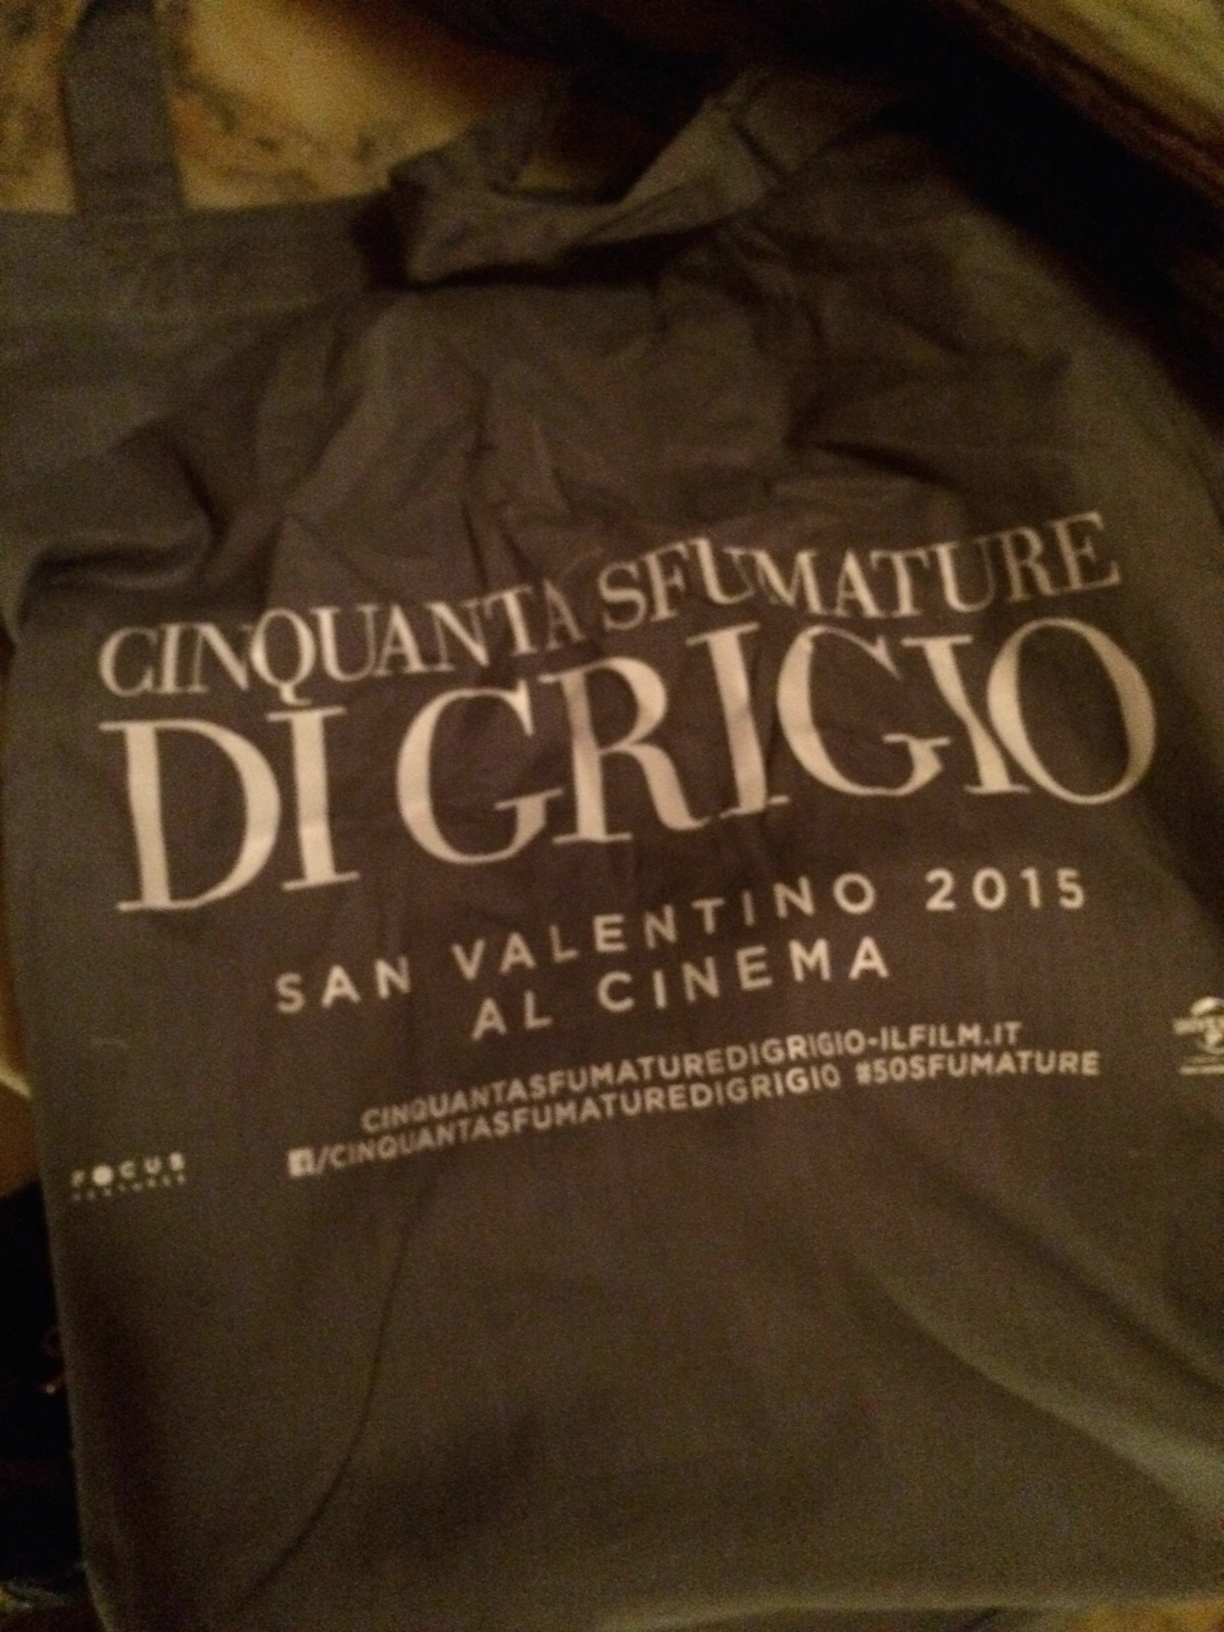 CINQUANTA SFUMATURE
DI GRIGIO
SAN VALENTINO 2015
AL CINEMA
CINQUANTASFUMATUREDIGRIGIO-ILFILM.IT
/CINQUANTASFUMATUREDIGRIGIO #50SFUMATURE
FOCUS